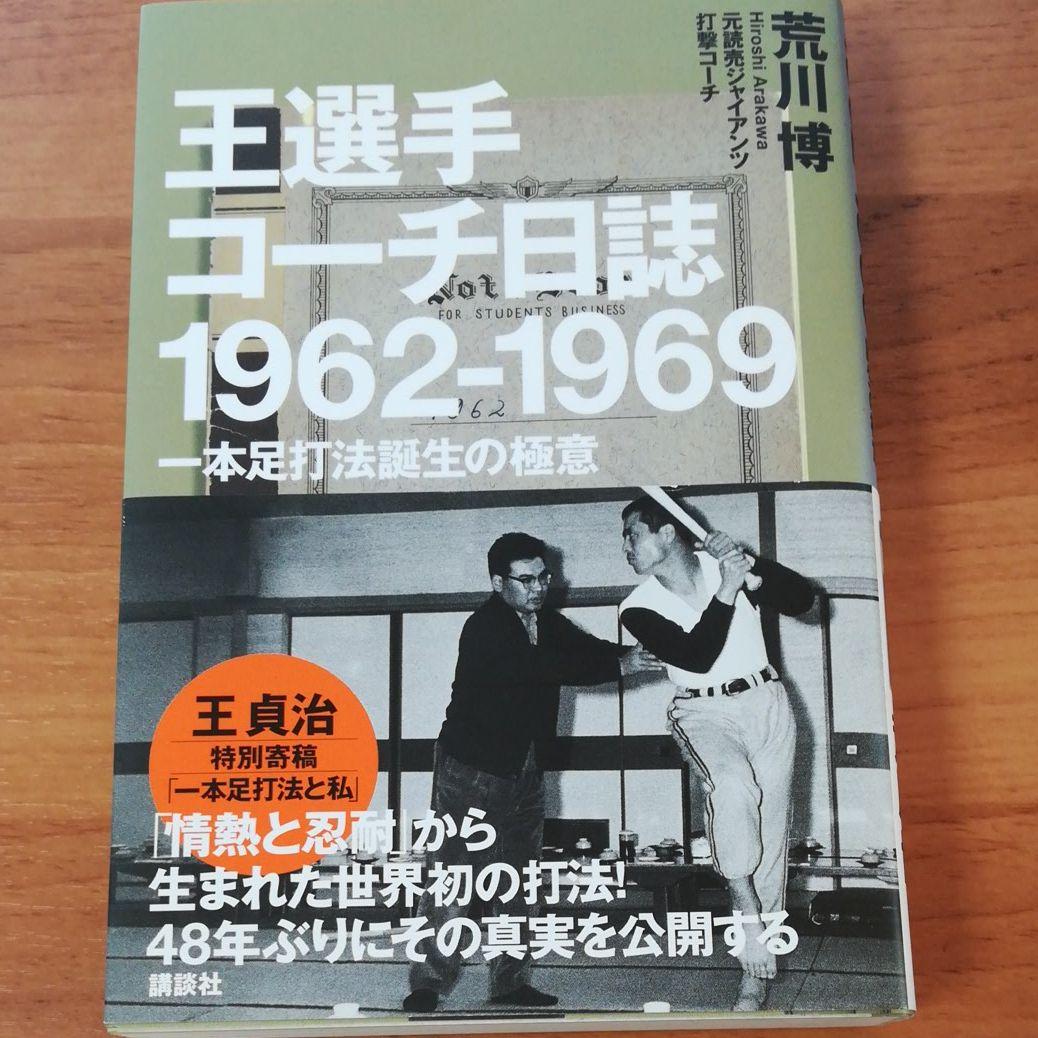 荒川 博
Hiroshi Arakawa
元読売ジャイアンツ
打撃コーチ
王選手
コーチ日誌
1962-1969
FOR STUDENTS BUSINESS
1962
一本足打法誕生の極意
王 貞治
特別寄稿
「一本足打法と私」
「情熱と忍耐」から
生まれた世界初の打法!
48年ぶりにその真実を公開する
講談社